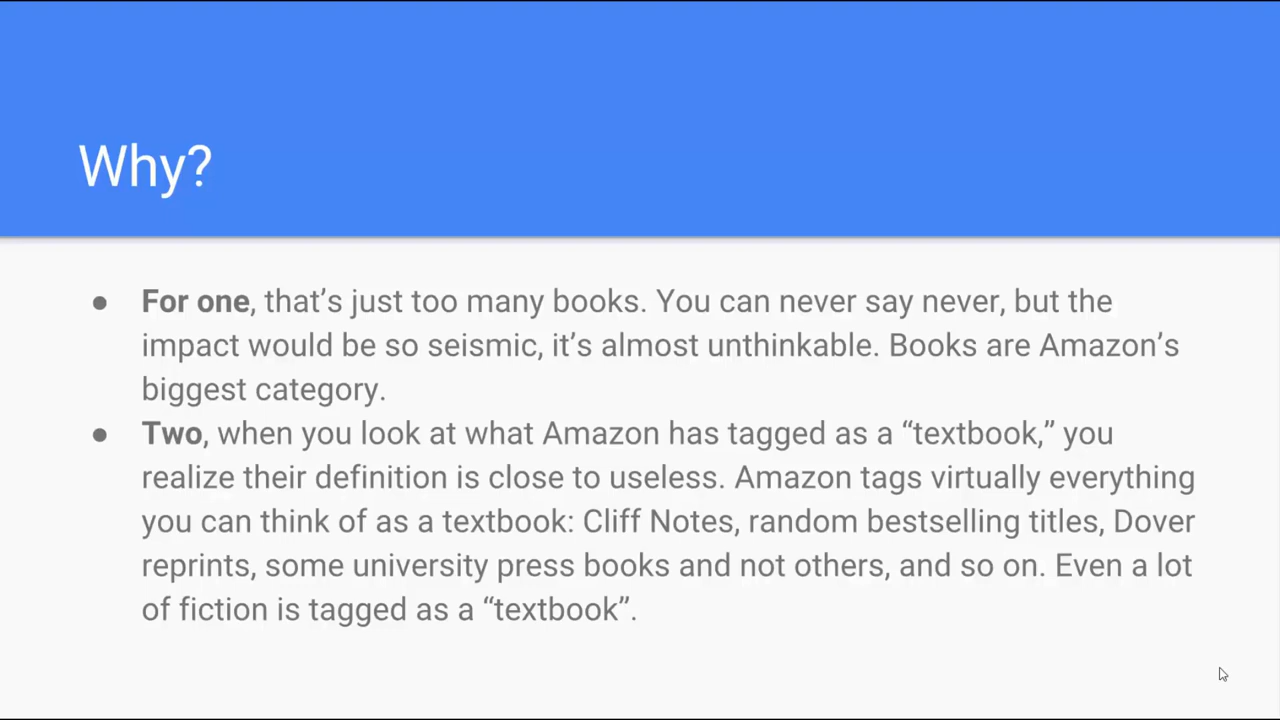 Why?
● For one, that’s just too many books. You can never say never, but the
impact would be so seismic, it’s almost unthinkable. Books are Amazon’s
biggest category.
● Two, when you look at what Amazon has tagged as a “textbook,” you
realize their definition is close to useless. Amazon tags virtually everything
you can think of as a textbook: Cliff Notes, random bestselling titles, Dover
reprints, some university press books and not others, and so on. Even a lot
of fiction is tagged as a “textbook”.